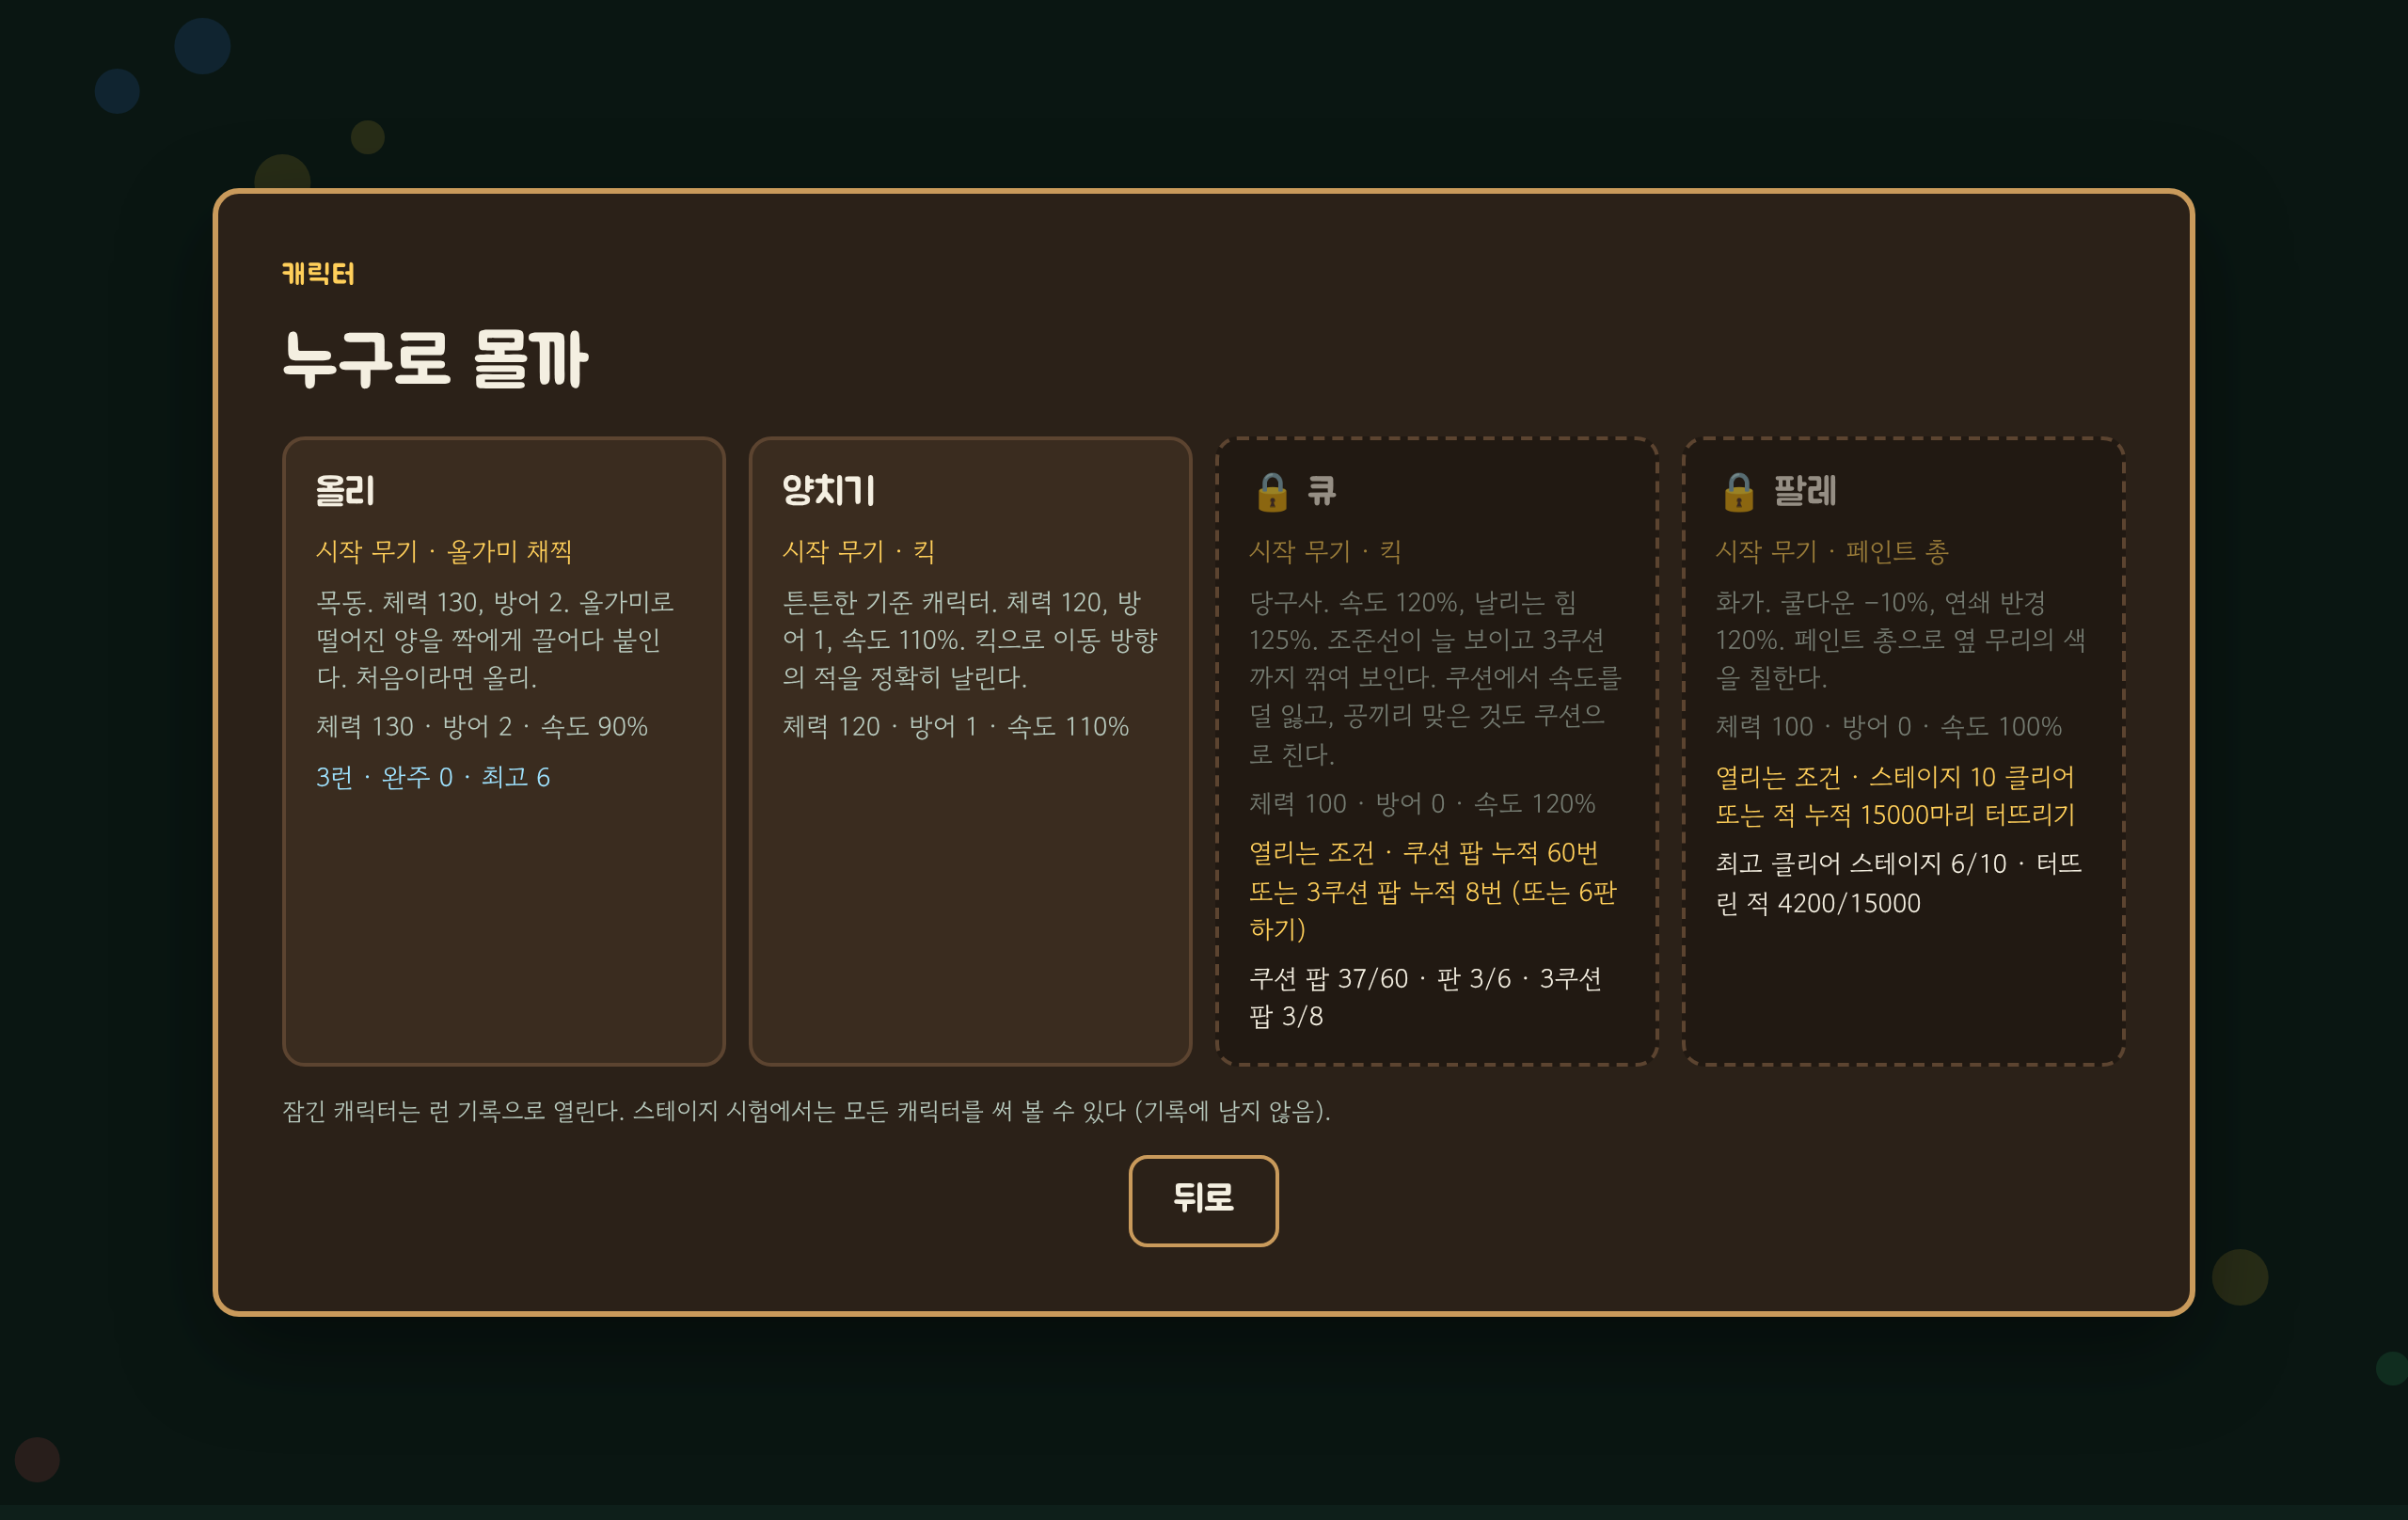 캐릭터
누구로 몰까
올리
시작 무기 · 올가미 채찍
목동. 체력 130, 방어 2. 올가미로
떨어진 양을 짝에게 끌어다 붙인
다. 처음이라면 올리.
체력 130 · 방어 2 · 속도 90%
3런 · 완주 0 · 최고 6
양치기
시작 무기 · 킥
튼튼한 기준 캐릭터. 체력 120, 방
어 1, 속도 110%. 킥으로 이동 방향
의 적을 정확히 날린다.
체력 120 · 방어 1 · 속도 110%
🔒 큐
시작 무기 · 킥
당구사. 속도 120%, 날리는 힘
125%. 조준선이 늘 보이고 3쿠션
까지 꺾여 보인다. 쿠션에서 속도를
덜 잃고, 공끼리 맞은 것도 쿠션으
로 친다.
체력 100 · 방어 0 · 속도 120%
열리는 조건 · 쿠션 팝 누적 60번
또는 3쿠션 팝 누적 8번 (또는 6판
하기)
쿠션 팝 37/60 · 판 3/6 · 3쿠션
팝 3/8
🔒 팔레
시작 무기 · 페인트 총
화가. 쿨다운 −10%, 연쇄 반경
120%. 페인트 총으로 옆 무리의 색
을 칠한다.
체력 100 · 방어 0 · 속도 100%
열리는 조건 · 스테이지 10 클리어
또는 적 누적 15000마리 터뜨리기
최고 클리어 스테이지 6/10 · 터뜨
린 적 4200/15000
잠긴 캐릭터는 런 기록으로 열린다. 스테이지 시험에서는 모든 캐릭터를 써 볼 수 있다 (기록에 남지 않음).
뒤로